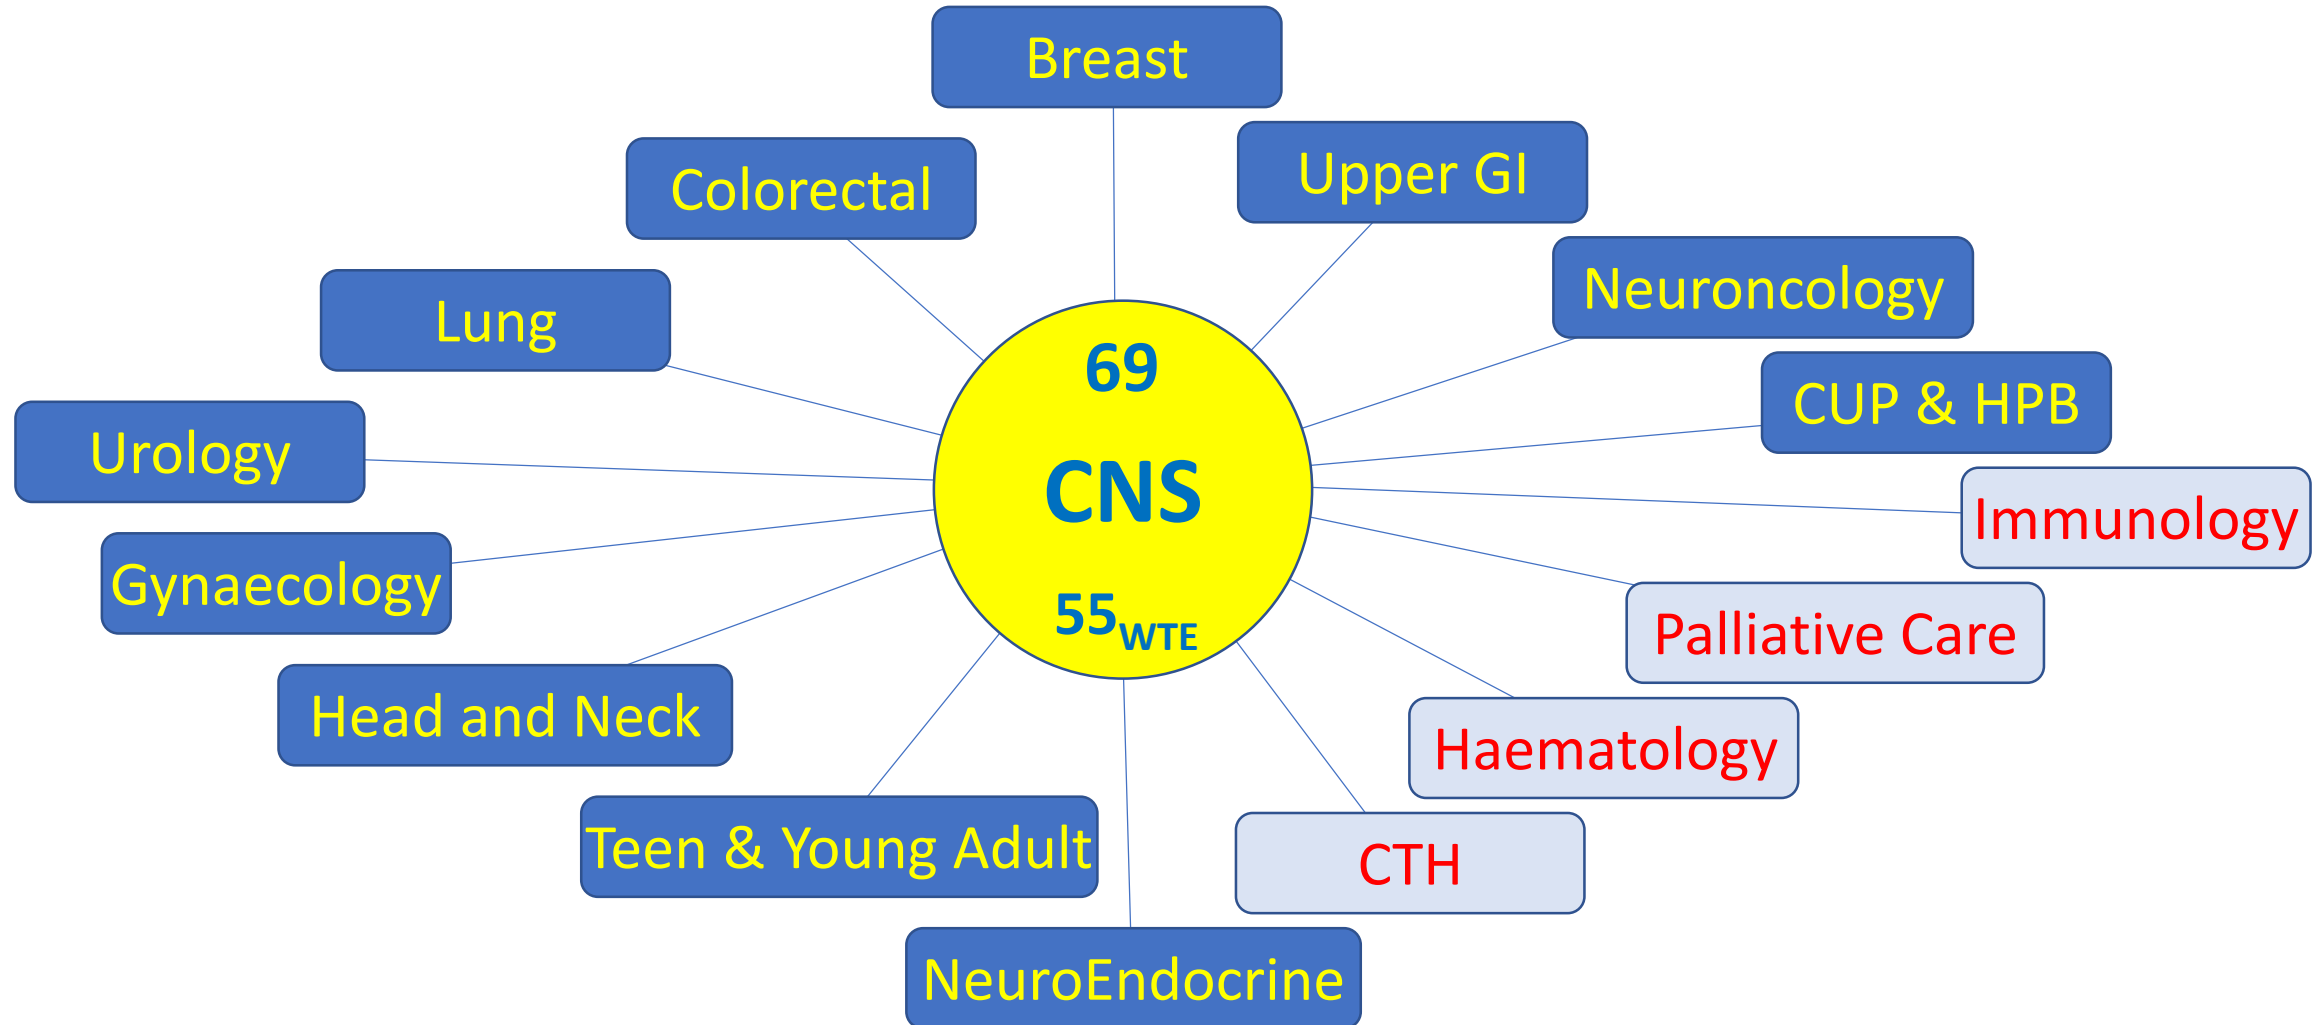 Breast
Upper GI
Colorectal
Neuroncology
Lung
CUP & HPB
Urology
Immunology
Gynaecology
Palliative Care
Head and Neck
Haematology
Teen & Young Adult
CTH
NeuroEndocrine
69
CNS
55WTE